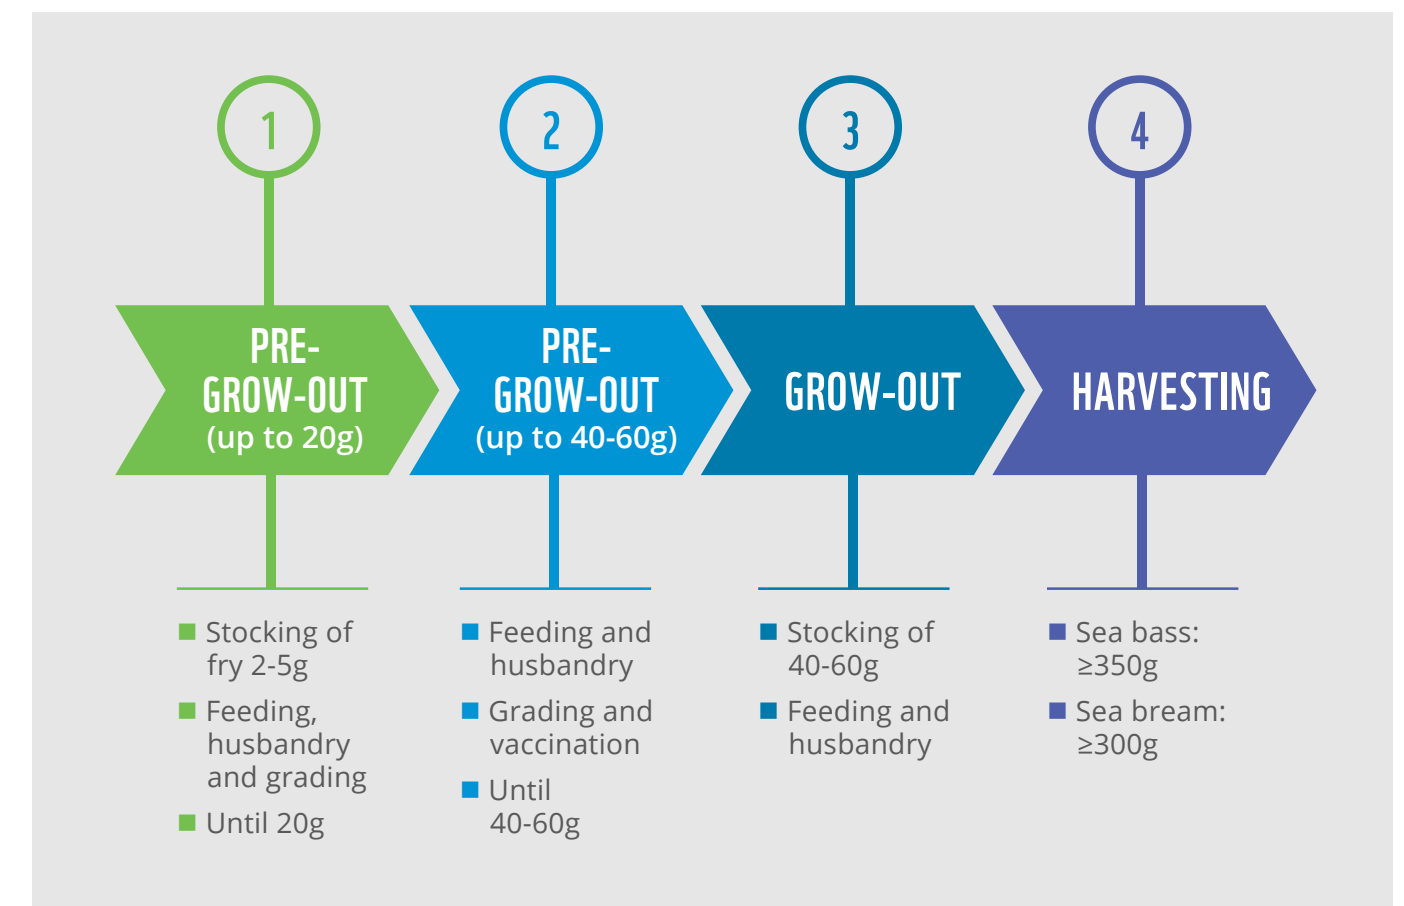 1
2
3
4
PRE-
GROW-OUT
(up to 20g)
PRE-
GROW-OUT
(up to 40-60g)
GROW-OUT
HARVESTING
■ Stocking of
fry 2-5g
■ Feeding,
husbandry
and grading
■ Until 20g
■ Feeding and
husbandry
■ Grading and
vaccination
■ Until
40-60g
■ Stocking of
40-60g
■ Feeding and
husbandry
■ Sea bass:
≥350g
■ Sea bream:
≥300g